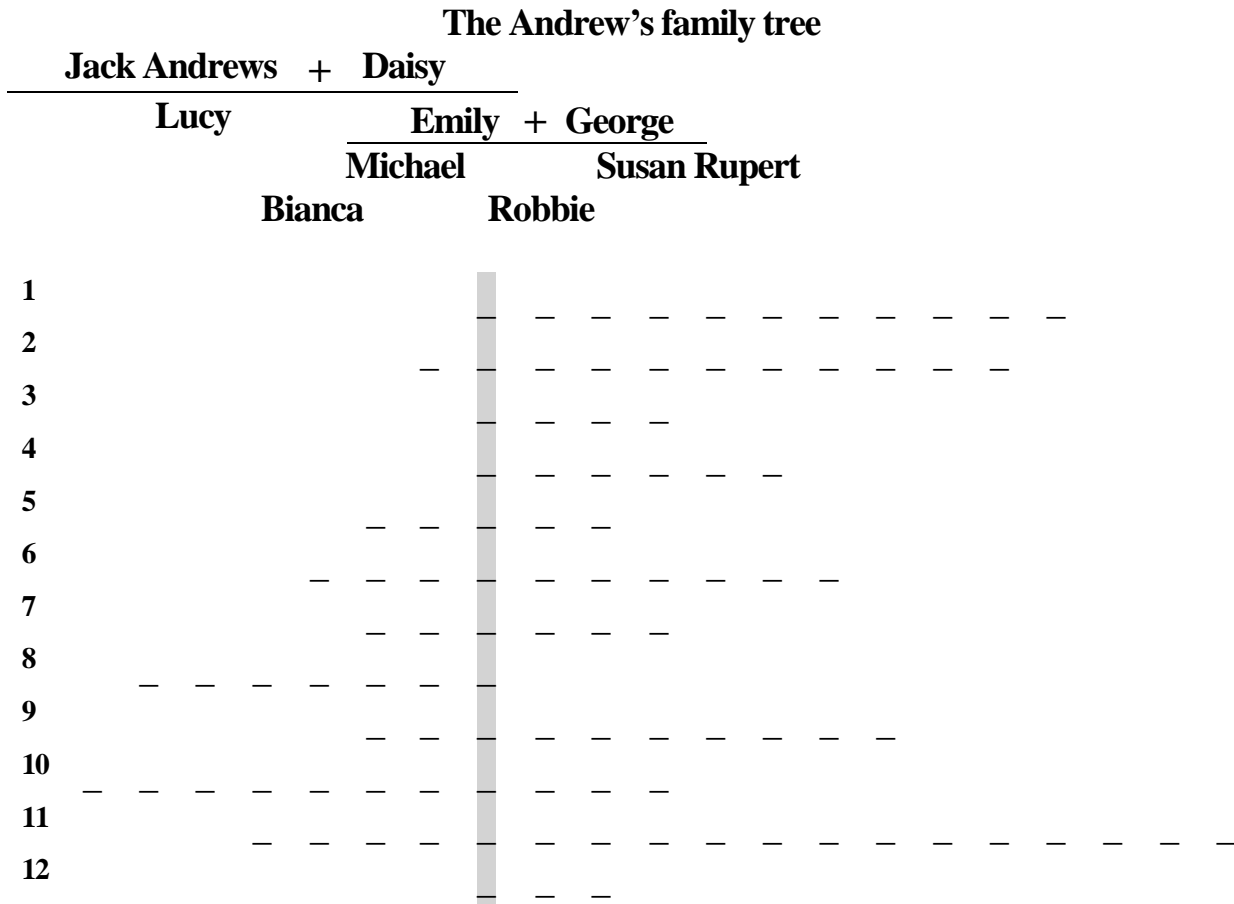 The Andrew’s family tree
Jack Andrews + Daisy
Lucy Emily + George
Michael Susan Rupert
Bianca Robbie
1
_ _ _ _ _ _ _ _ _ _ _
2
_ _ _ _ _ _ _ _ _ _ _
3
_ _ _ _
4
_ _ _ _ _ _
5
_ _ _ _ _
6
_ _ _ _ _ _ _ _ _ _
7
_ _ _ _ _ _
8
_ _ _ _ _ _ _
9
_ _ _ _ _ _ _ _ _ _
10
_ _ _ _ _ _ _ _ _ _ _
11
_ _ _ _ _ _ _ _ _ _ _ _ _ _ _ _ _ _
12
_ _ _